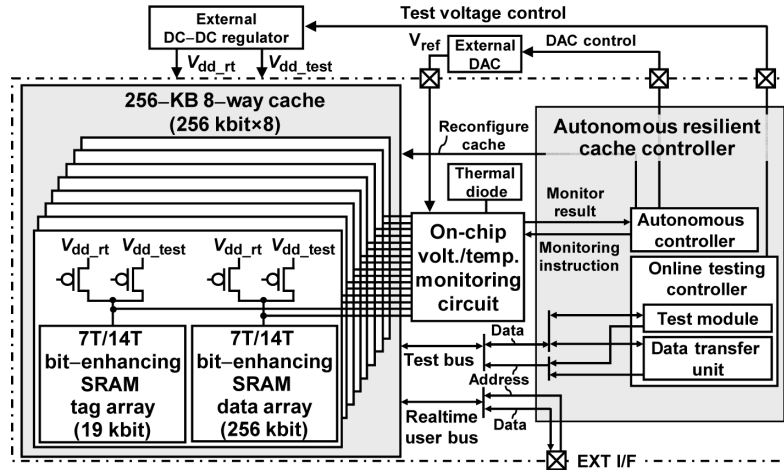 External
DC–DC regulator
Test voltage control
Vdd_rt
Vdd_test
Vref
External
DAC
DAC control
256–KB 8–way cache
(256 kbit×8)
Reconfigure
cache
Autonomous resilient
cache controller
Thermal
diode
Monitor
result
Autonomous
controller
On-chip
volt./temp.
monitoring
circuit
Monitoring
instruction
Vdd_rt
Vdd_test
Vdd_rt
Vdd_test
Online testing
controller
Test module
Data transfer
unit
7T/14T
bit–enhancing
SRAM
tag array
(19 kbit)
7T/14T
bit–enhancing
SRAM
data array
(256 kbit)
Data
Test bus
Address
Realtime
user bus
Data
EXT I/F